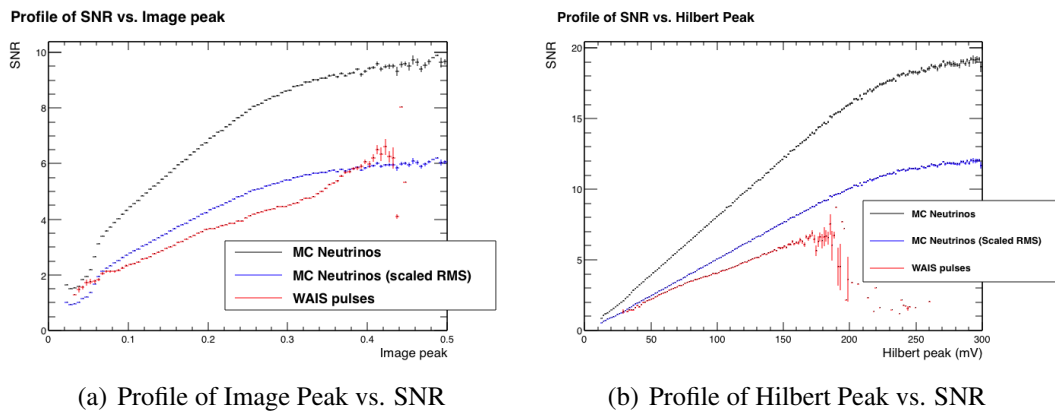 Profile of SNR vs. Image peak
SNR
10
8
6
4
2
0
0
0.1
0.2
0.3
0.4
0.5
Image peak
MC Neutrinos
MC Neutrinos (scaled RMS)
WAIS pulses
(a) Profile of Image Peak vs. SNR
Profile of SNR vs. Hilbert Peak
SNR
20
15
10
5
0
0
50
100
150
200
250
300
Hilbert peak (mV)
MC Neutrinos
MC Neutrinos (Scaled RMS)
WAIS pulses
(b) Profile of Hilbert Peak vs. SNR